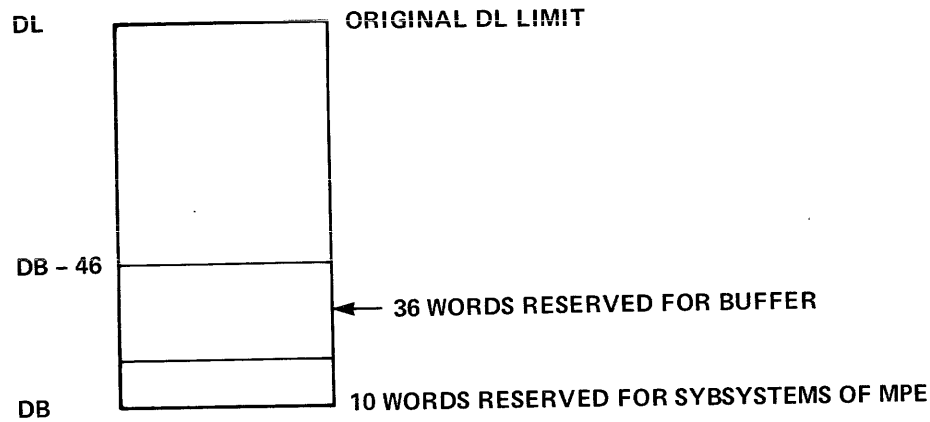 DL ORIGINAL DL LIMIT
DB – 46
36 WORDS RESERVED FOR BUFFER
DB 10 WORDS RESERVED FOR SYBSYSTEMS OF MPE